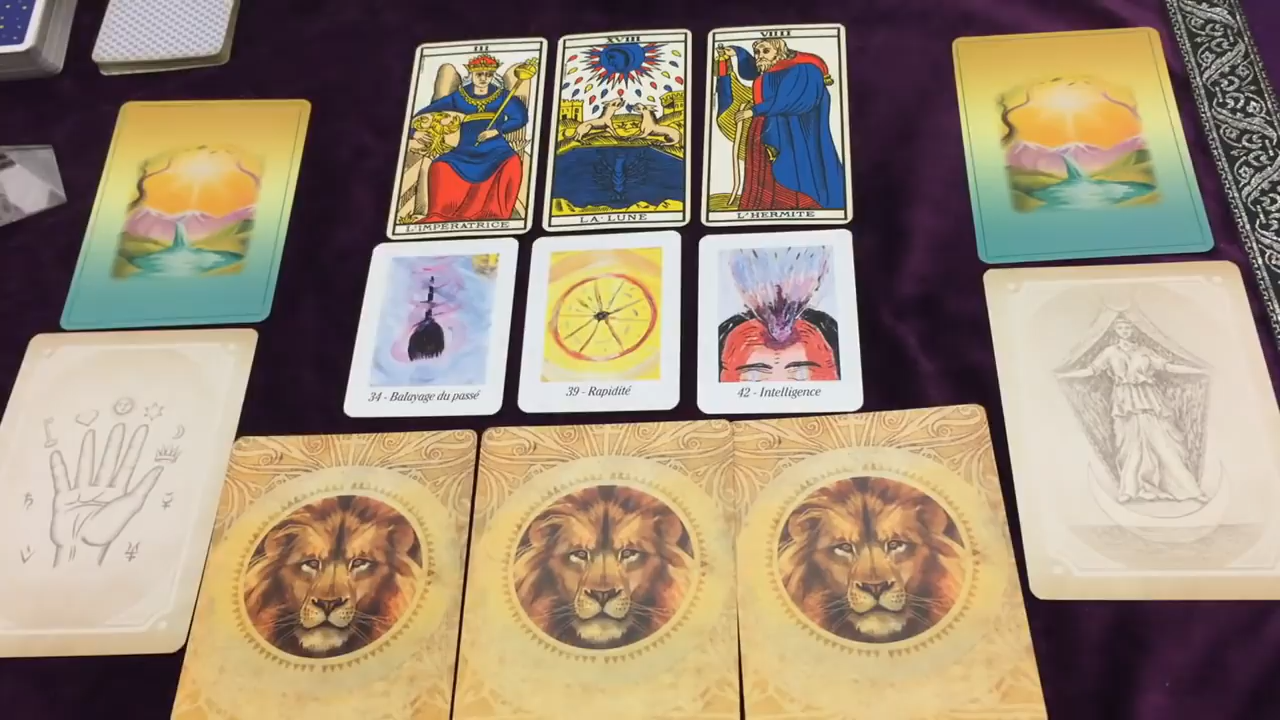 III
XVIII
VIIII
L'IMPERATRICE
LA·LUNE
L'HERMITE
34 - Balayage du passé
39 - Rapidité
42 - Intelligence